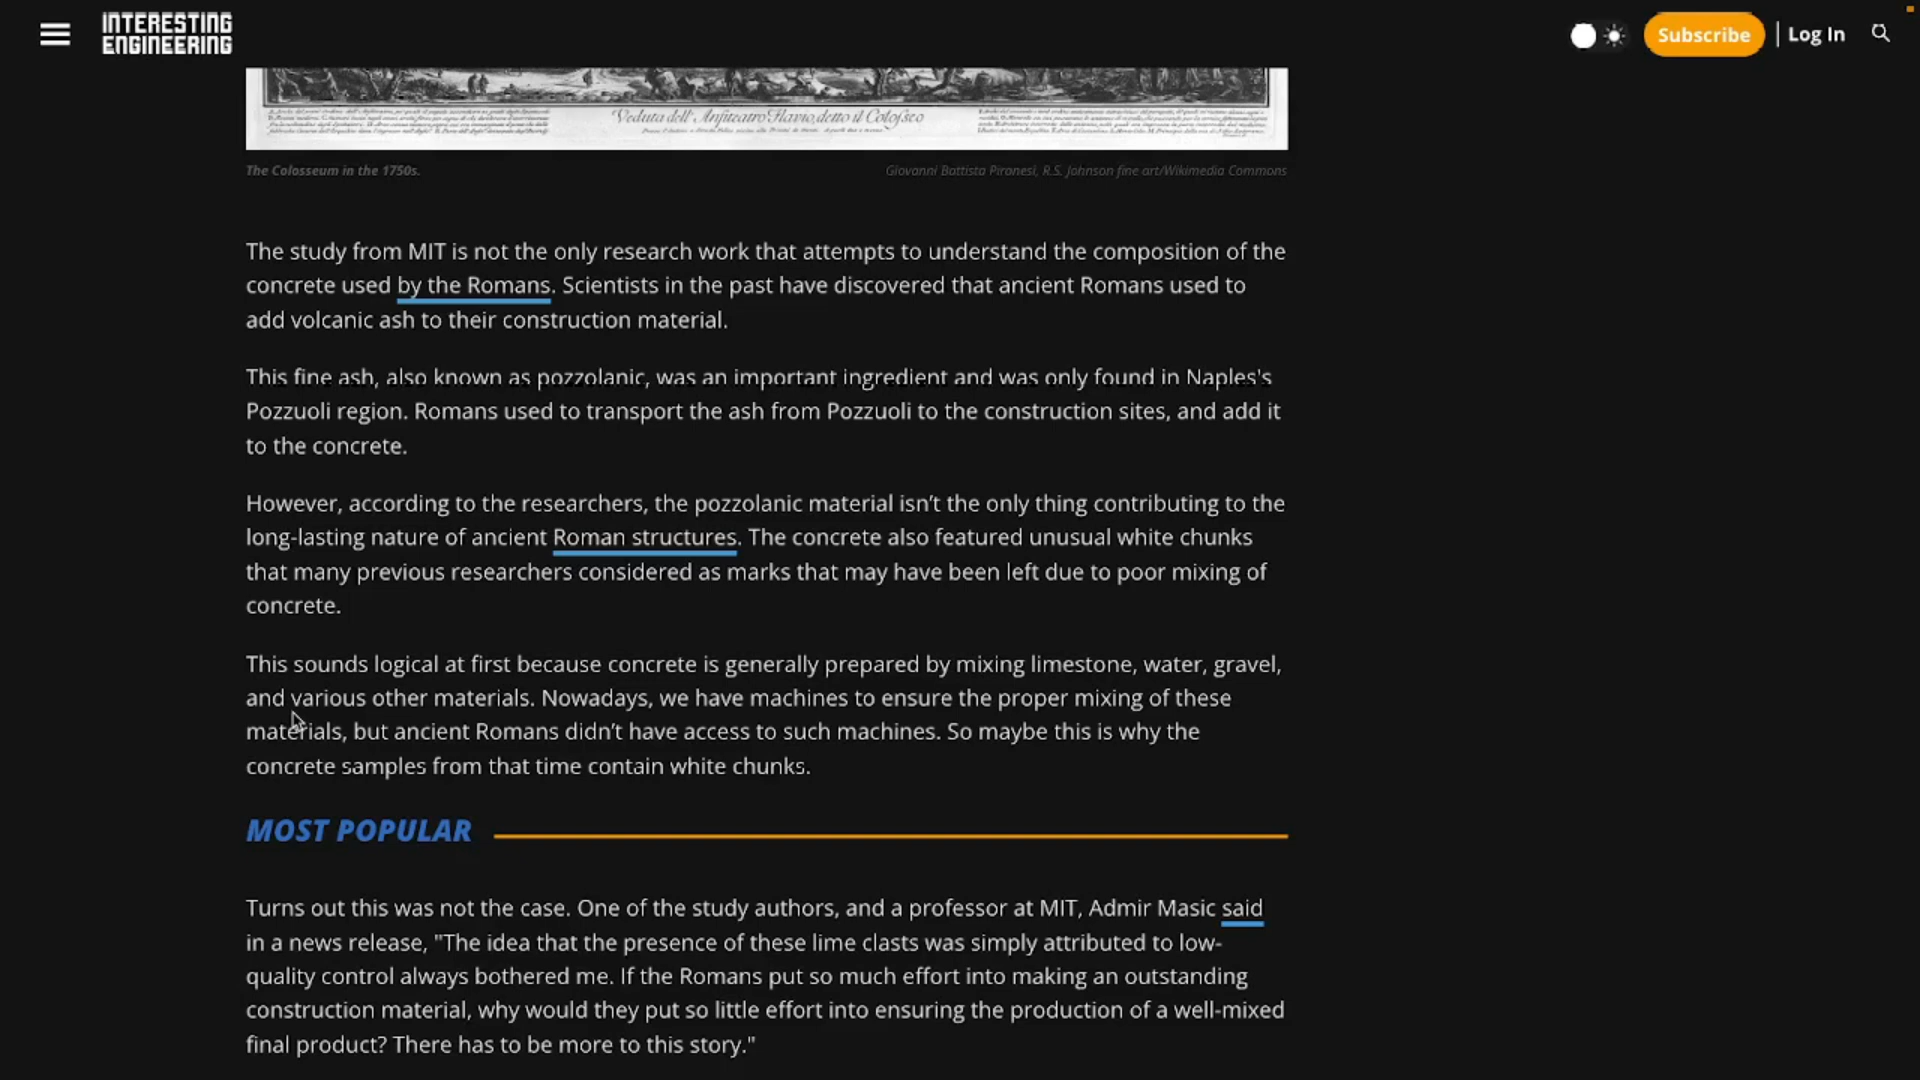 INTERESTING
ENGINEERING
Subscribe
Log In
Veduta dell' Anfiteatro Flavio, detto il Colosseo
The Colosseum in the 1750s.
Giovanni Battista Piranesi, R.S. Johnson fine art/Wikimedia Commons
The study from MIT is not the only research work that attempts to understand the composition of the
concrete used by the Romans. Scientists in the past have discovered that ancient Romans used to
add volcanic ash to their construction material.
This fine ash, also known as pozzolanic, was an important ingredient and was only found in Naples's
Pozzuoli region. Romans used to transport the ash from Pozzuoli to the construction sites, and add it
to the concrete.
However, according to the researchers, the pozzolanic material isn't the only thing contributing to the
long-lasting nature of ancient Roman structures. The concrete also featured unusual white chunks
that many previous researchers considered as marks that may have been left due to poor mixing of
concrete.
This sounds logical at first because concrete is generally prepared by mixing limestone, water, gravel,
and various other materials. Nowadays, we have machines to ensure the proper mixing of these
materials, but ancient Romans didn't have access to such machines. So maybe this is why the
concrete samples from that time contain white chunks.
MOST POPULAR
Turns out this was not the case. One of the study authors, and a professor at MIT, Admir Masic said
in a news release, "The idea that the presence of these lime clasts was simply attributed to low-
quality control always bothered me. If the Romans put so much effort into making an outstanding
construction material, why would they put so little effort into ensuring the production of a well-mixed
final product? There has to be more to this story."